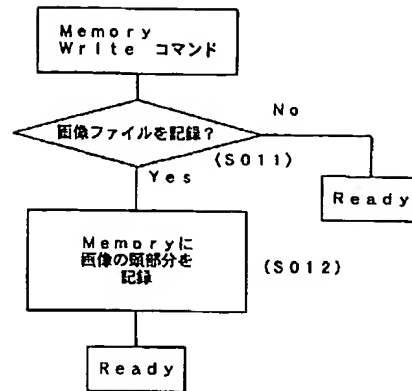 Memory
Write コマンド
No
画像ファイルを記録?
(S011)
Yes
Ready
Memoryに
画像の頭部分を
記録
(S012)
Ready